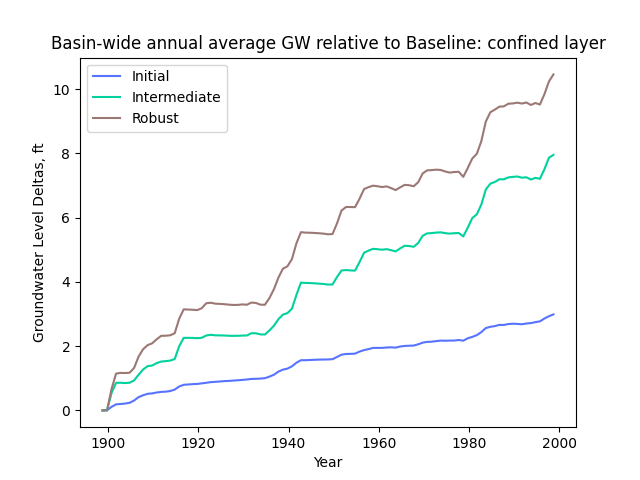 Basin-wide annual average GW relative to Baseline: confined layer
Initial
Intermediate
Robust
Groundwater Level Deltas, ft
10
8
6
4
2
0
1900 1920 1940 1960 1980 2000
Year